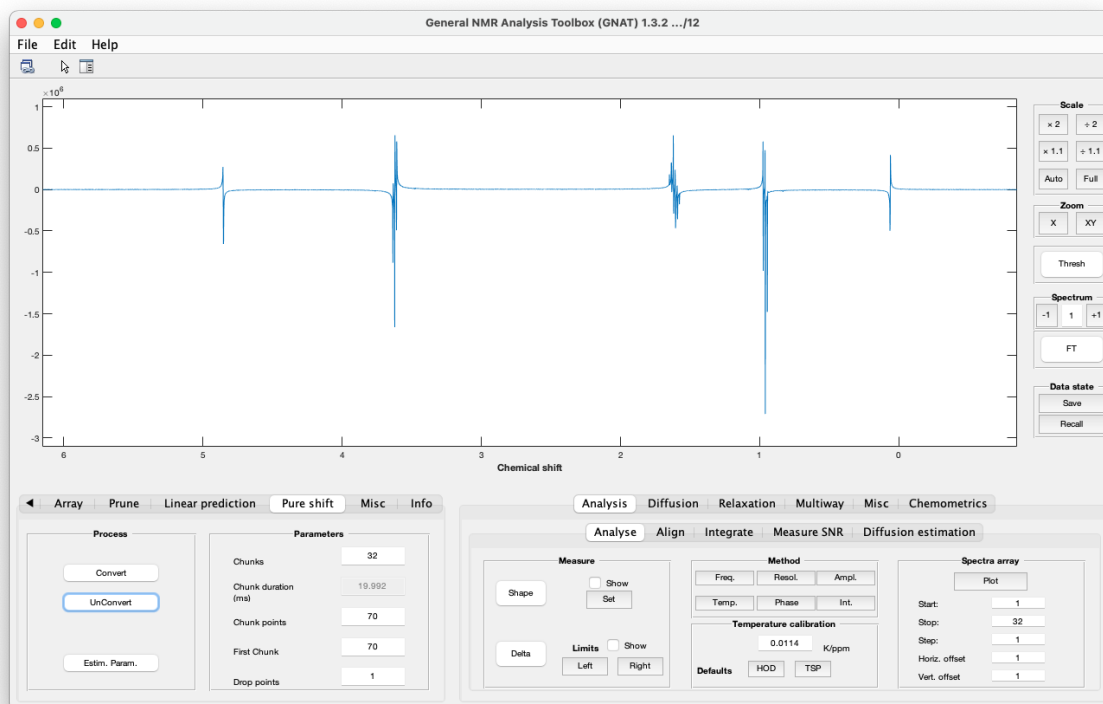 General NMR Analysis Toolbox (GNAT) 1.3.2 .../12
File Edit Help
×10⁶
1
0.5
0
-0.5
-1
-1.5
-2
-2.5
-3
6 5 4 3 2 1 0
Chemical shift
Scale
× 2 ÷ 2
× 1.1 ÷ 1.1
Auto Full
Zoom
X XY
Thresh
Spectrum
-1 1 +1
FT
Data state
Save
Recall
Array Prune Linear prediction Pure shift Misc Info
Process
Convert
UnConvert
Estim. Param.
Parameters
Chunks 32
Chunk duration (ms) 19.992
Chunk points 70
First Chunk 70
Drop points 1
Analysis Diffusion Relaxation Multiway Misc Chemometrics
Analyse Align Integrate Measure SNR Diffusion estimation
Measure
Shape Show
Set
Delta Limits Show
Left Right
Method
Freq. Resol. Ampl.
Temp. Phase Int.
Temperature calibration
0.0114 K/ppm
Defaults HOD TSP
Spectra array
Plot
Start: 1
Stop: 32
Step: 1
Horiz. offset 1
Vert. offset 1